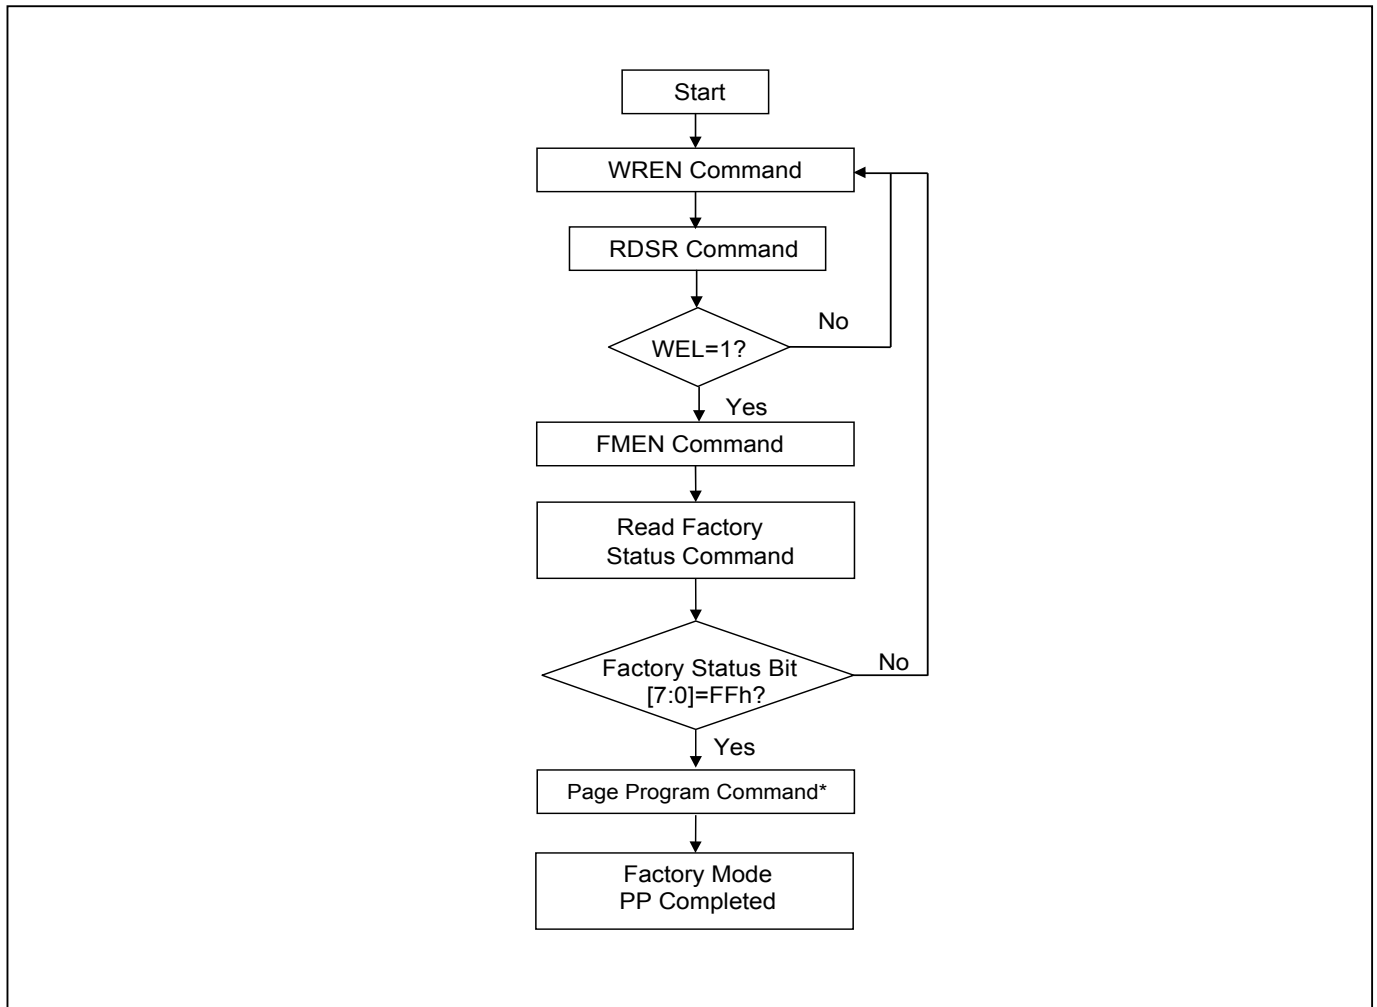 Start
WREN Command
RDSR Command
No
WEL=1?
Yes
FMEN Command
Read Factory
Status Command
Factory Status Bit
[7:0]=FFh?
No
Yes
Page Program Command*
Factory Mode
PP Completed